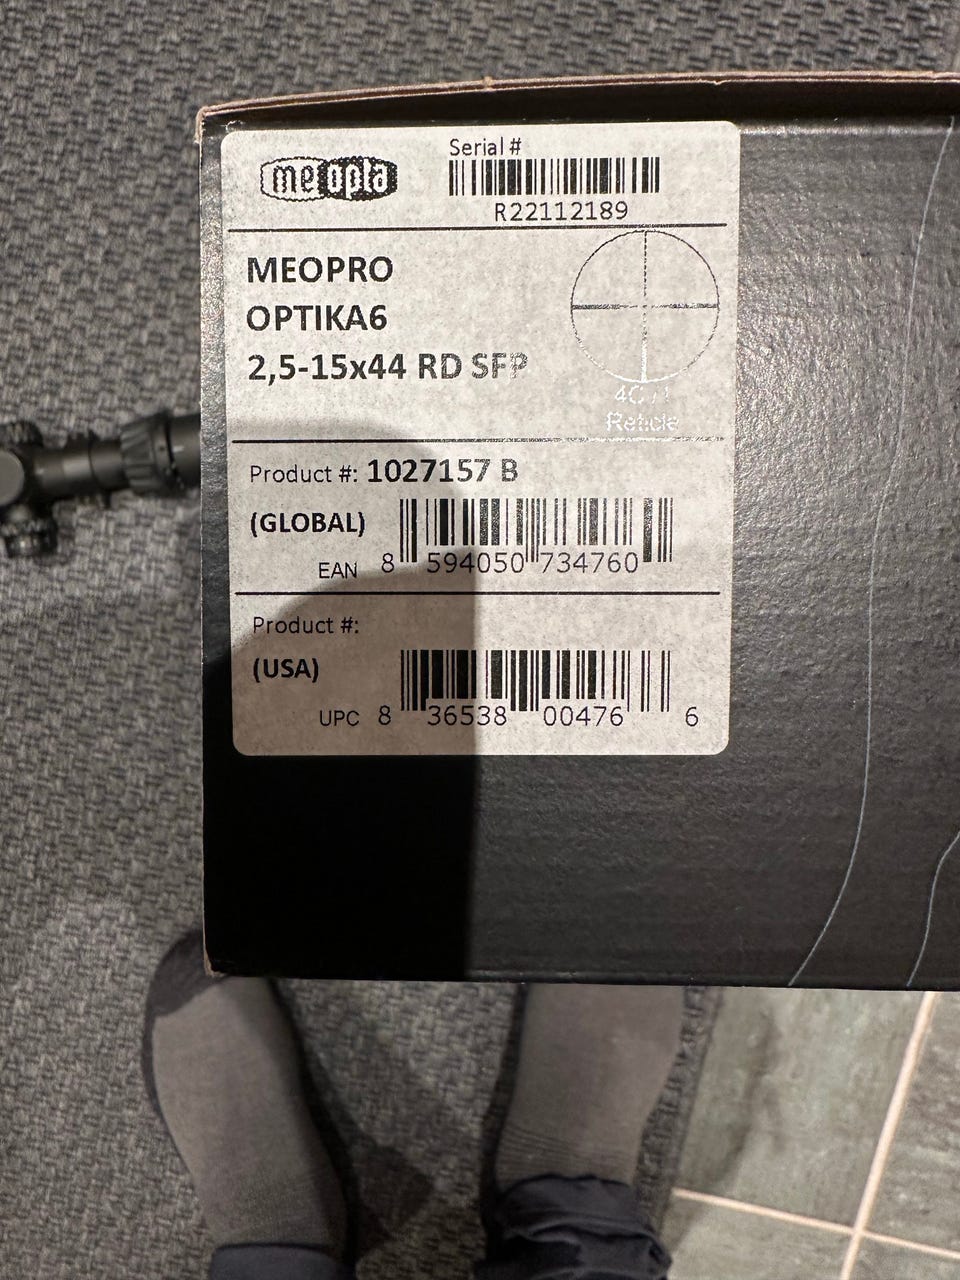 meopta
Serial #
R22112189
MEOPRO
OPTIKA6
2,5-15x44 RD SFP
Reticle
Product #: 1027157 B
(GLOBAL)
EAN 8 594050 734760
Product #:
(USA)
UPC 8 36538 00476 6